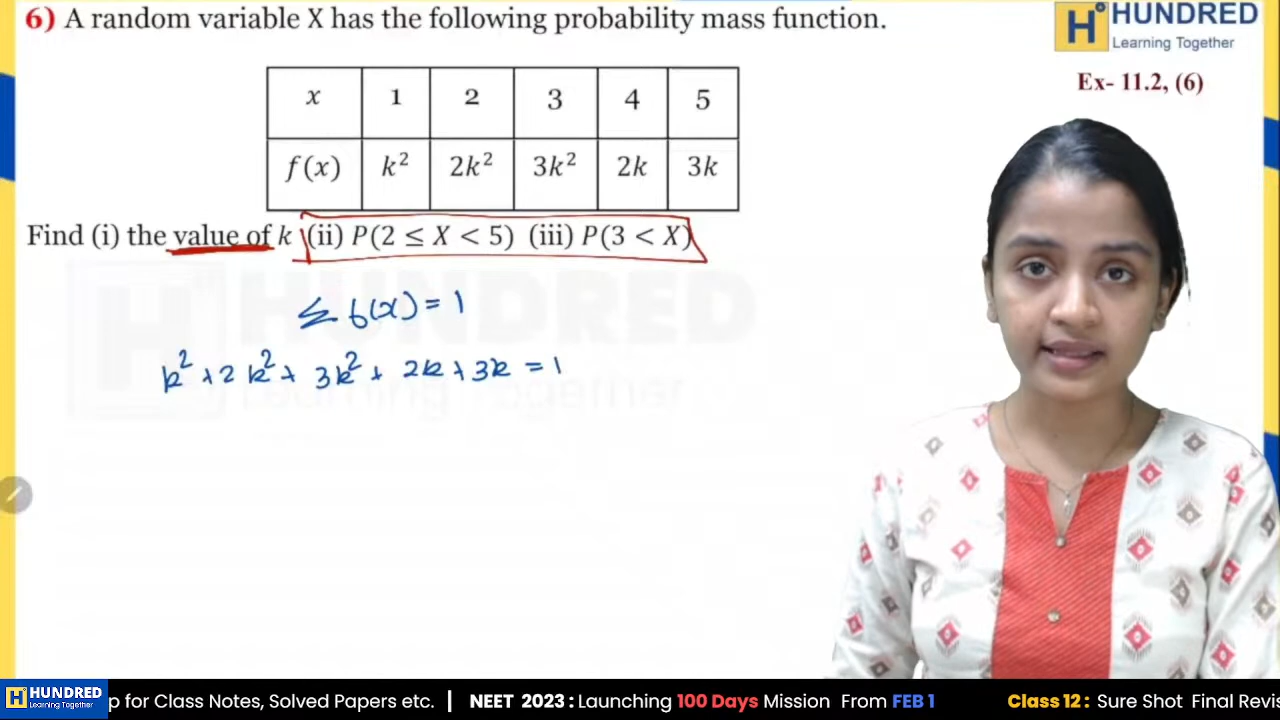 6) A random variable X has the following probability mass function.
HUNDRED
Learning Together
Ex- 11.2, (6)
x 1 2 3 4 5
f(x) k² 2k² 3k² 2k 3k
Find (i) the value of k (ii) P(2 ≤ X < 5) (iii) P(3 < X)
HUNDRED
Learning Together
Σ f(x) = 1
k² + 2k² + 3k² + 2k + 3k = 1
HUNDRED
Learning Together
p for Class Notes, Solved Papers etc. | NEET 2023 : Launching 100 Days Mission From FEB 1 Class 12 : Sure Shot Final Revis